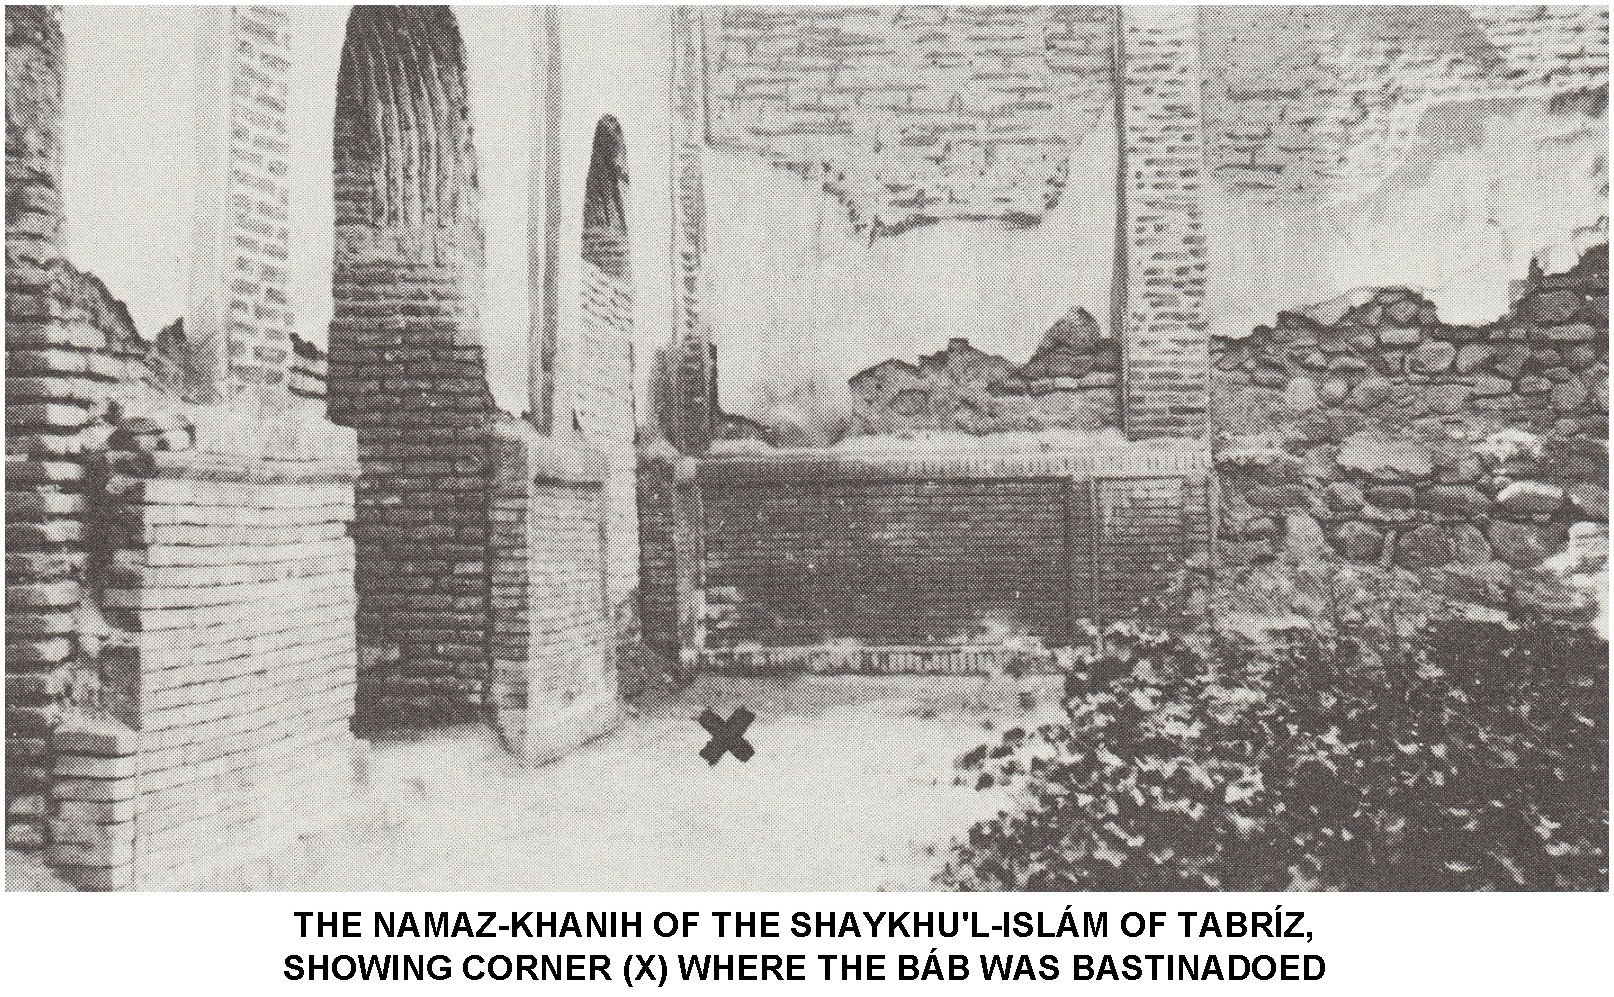 THE NAMAZ-KHANIH OF THE SHAYKHU'L-ISLÁM OF TABRÍZ,
SHOWING CORNER (X) WHERE THE BÁB WAS BASTINADOED